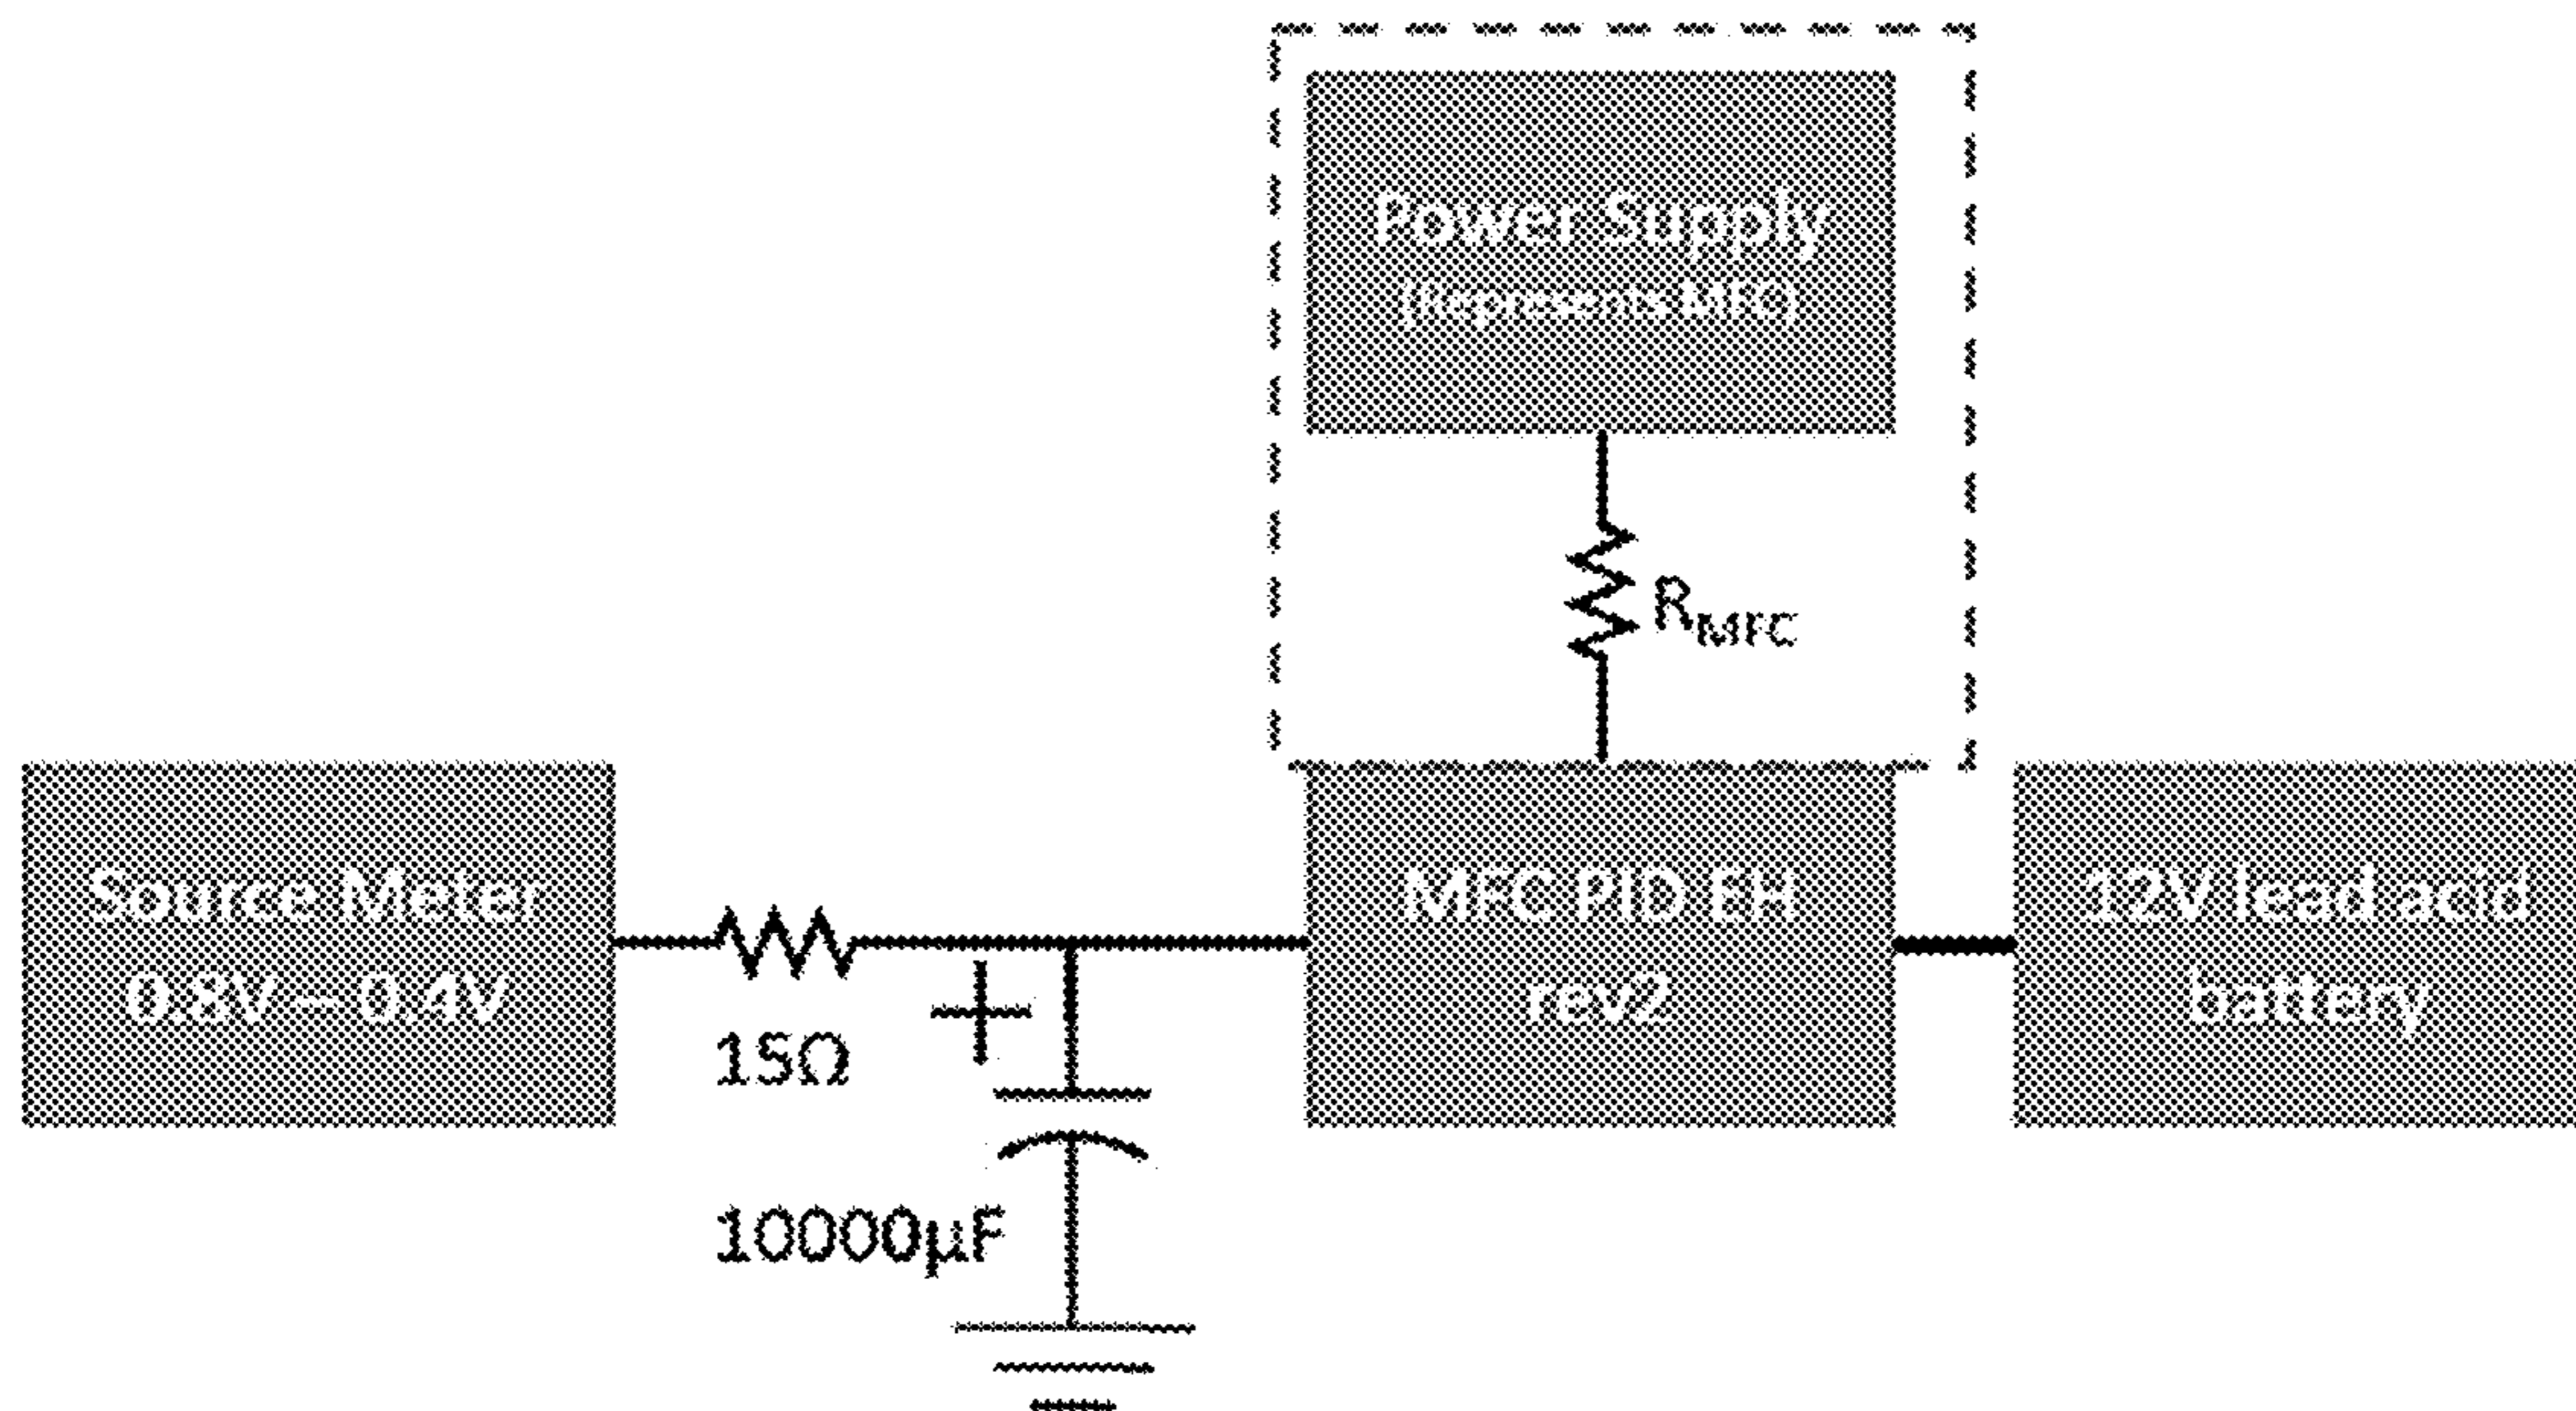 Power Supply
(Represents MFC)
R_MFC
Source Meter
0.8V – 0.4V
15Ω
+
10000µF
MFC PID EH
rev2
12V lead acid
battery